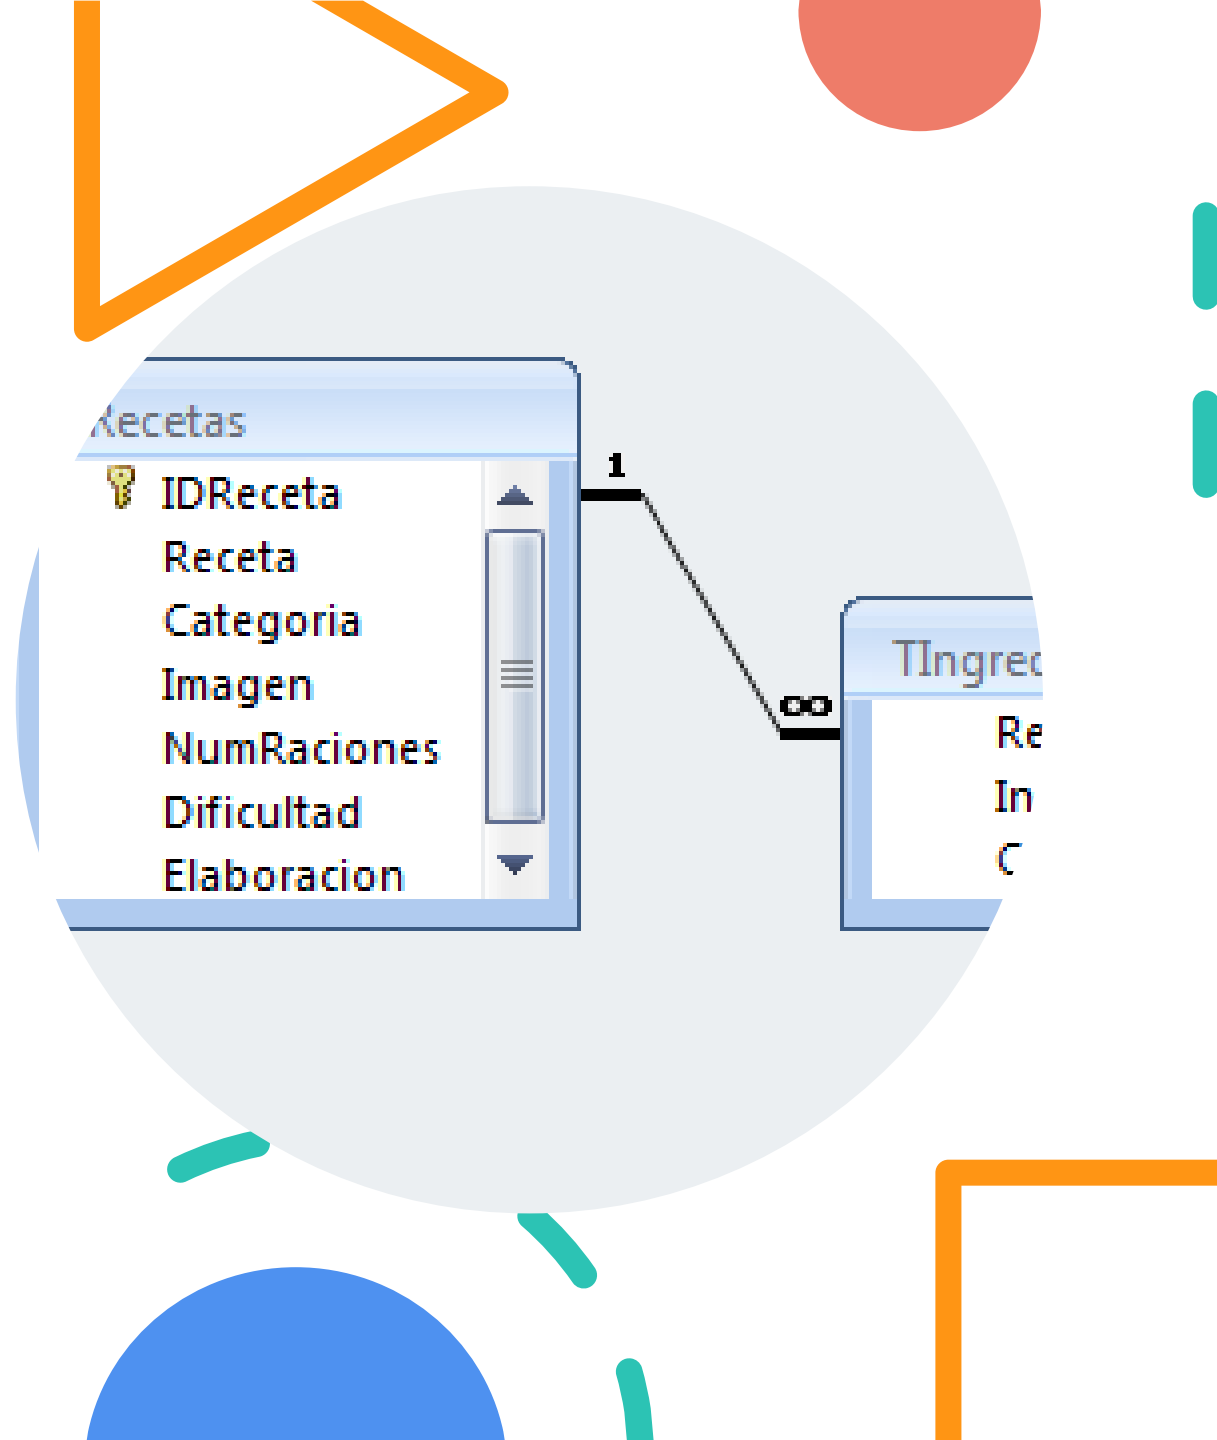 Recetas
IDReceta
Receta
Categoria
Imagen
NumRaciones
Dificultad
Elaboracion
1
∞
TIngred
Re
In
C